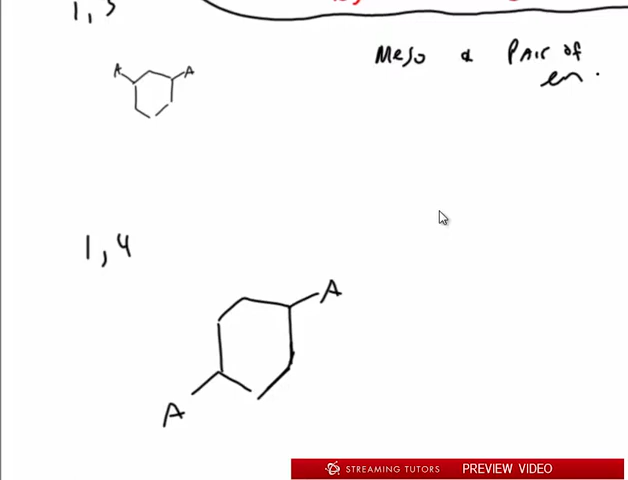 1, 3
A A
Meso & Pair of
en.
1, 4
A
A
STREAMING TUTORS PREVIEW VIDEO